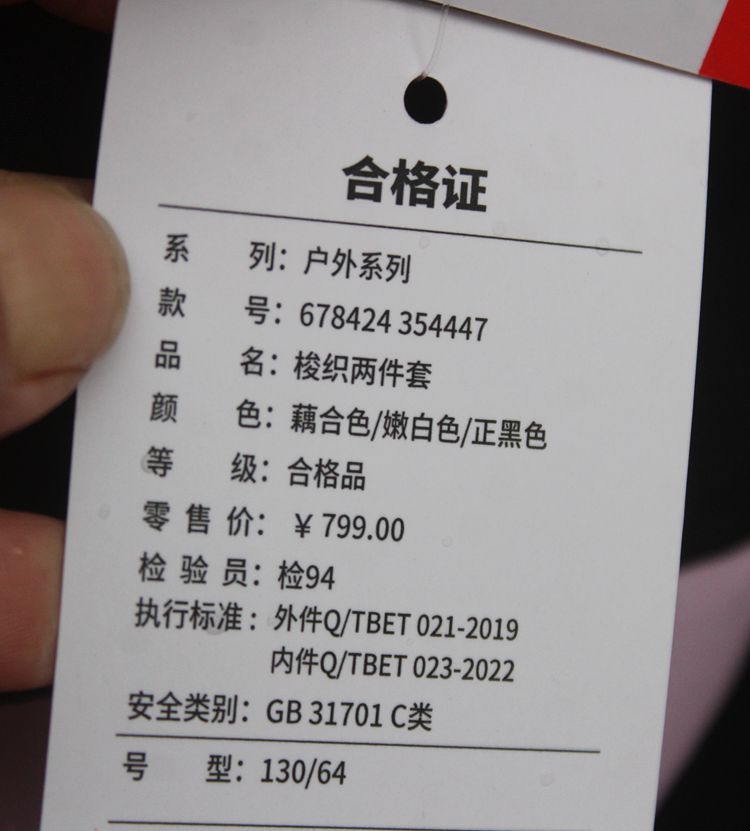 合格证
系 列：户外系列
款 号：678424 354447
品 名：梭织两件套
颜 色：藕合色/嫩白色/正黑色
等 级：合格品
零 售 价：￥799.00
检 验 员：检94
执行标准：外件Q/TBET 021-2019
内件Q/TBET 023-2022
安全类别：GB 31701 C类
号 型：130/64